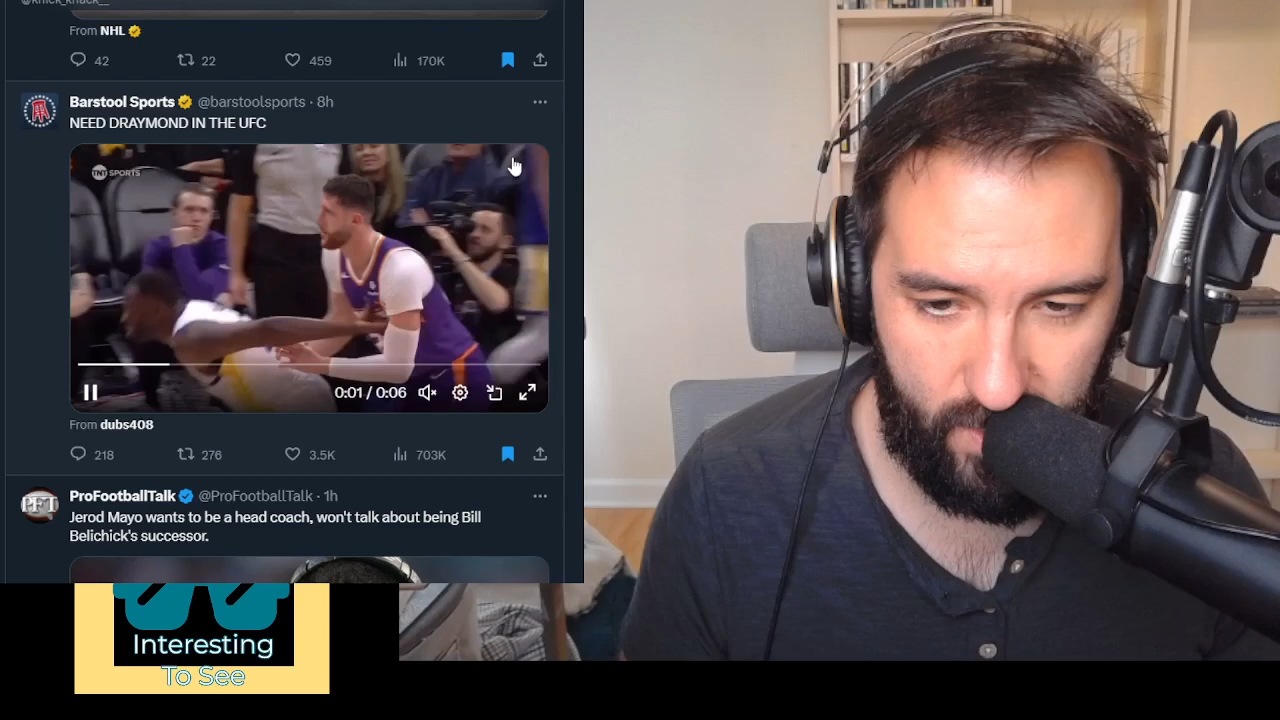 @knick_knack__
From NHL
42 22 459 170K
Barstool Sports @barstoolsports · 8h
NEED DRAYMOND IN THE UFC
TNT SPORTS
0:01 / 0:06
From dubs408
218 276 3.5K 703K
PFT ProFootballTalk @ProFootballTalk · 1h
Jerod Mayo wants to be a head coach, won't talk about being Bill
Belichick's successor.
Interesting
To See